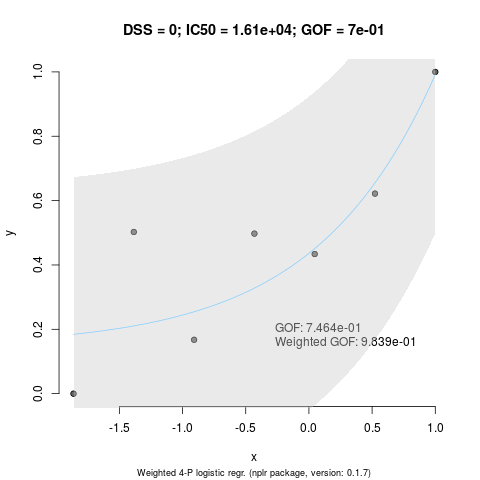 DSS = 0; IC50 = 1.61e+04; GOF = 7e-01
1.0
0.8
0.6
y
0.4
0.2
0.0
GOF: 7.464e-01
Weighted GOF: 9.839e-01
-1.5 -1.0 -0.5 0.0 0.5 1.0
x
Weighted 4-P logistic regr. (nplr package, version: 0.1.7)